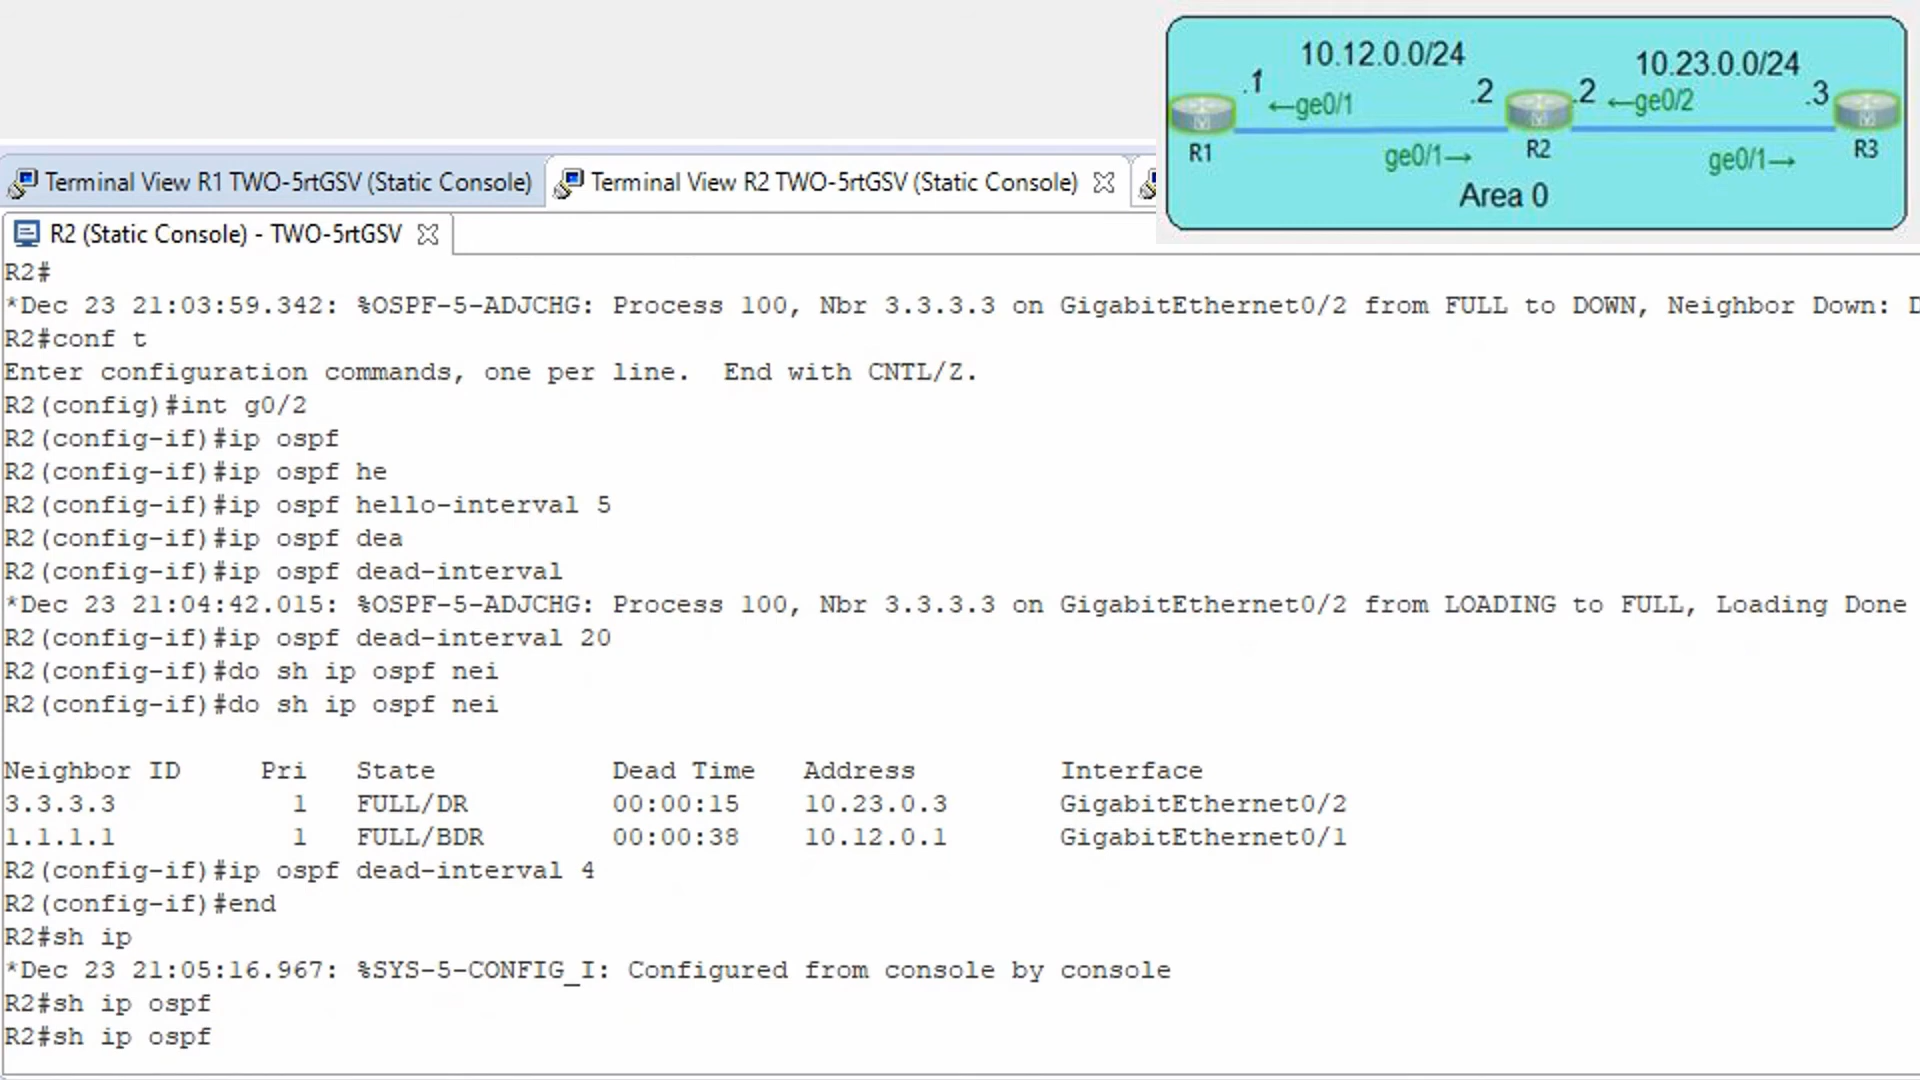 10.12.0.0/24
10.23.0.0/24
.1
←ge0/1
.2
.2
←ge0/2
.3
R1
ge0/1→
R2
ge0/1→
R3
Area 0
Terminal View R1 TWO-5rtGSV (Static Console)
Terminal View R2 TWO-5rtGSV (Static Console)
R2 (Static Console) - TWO-5rtGSV
R2#
*Dec 23 21:03:59.342: %OSPF-5-ADJCHG: Process 100, Nbr 3.3.3.3 on GigabitEthernet0/2 from FULL to DOWN, Neighbor Down:
R2#conf t
Enter configuration commands, one per line.  End with CNTL/Z.
R2(config)#int g0/2
R2(config-if)#ip ospf
R2(config-if)#ip ospf he
R2(config-if)#ip ospf hello-interval 5
R2(config-if)#ip ospf dea
R2(config-if)#ip ospf dead-interval
*Dec 23 21:04:42.015: %OSPF-5-ADJCHG: Process 100, Nbr 3.3.3.3 on GigabitEthernet0/2 from LOADING to FULL, Loading Done
R2(config-if)#ip ospf dead-interval 20
R2(config-if)#do sh ip ospf nei
R2(config-if)#do sh ip ospf nei
Neighbor ID     Pri   State           Dead Time   Address         Interface
3.3.3.3           1   FULL/DR         00:00:15    10.23.0.3       GigabitEthernet0/2
1.1.1.1           1   FULL/BDR        00:00:38    10.12.0.1       GigabitEthernet0/1
R2(config-if)#ip ospf dead-interval 4
R2(config-if)#end
R2#sh ip
*Dec 23 21:05:16.967: %SYS-5-CONFIG_I: Configured from console by console
R2#sh ip ospf
R2#sh ip ospf